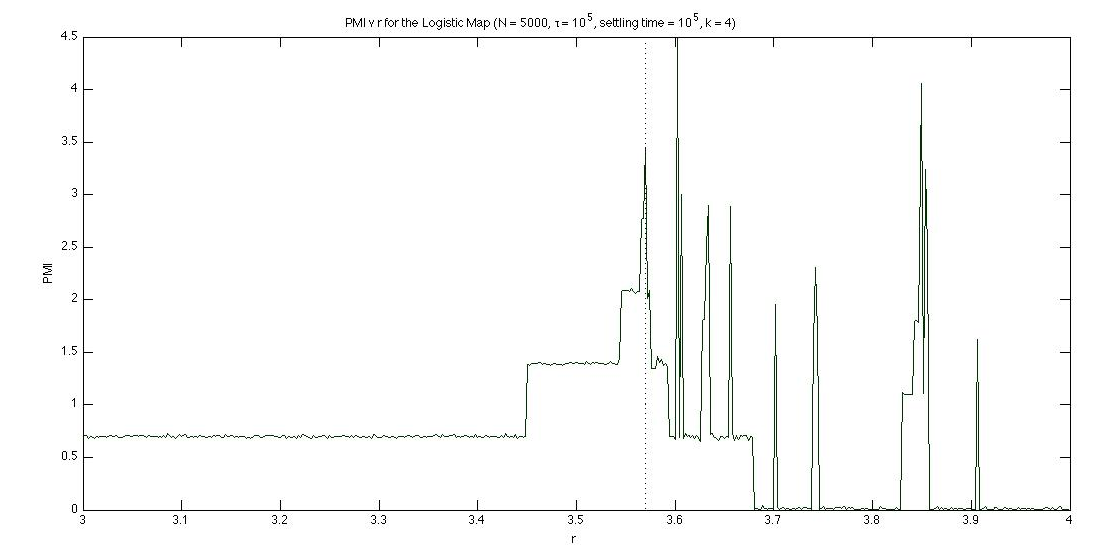 PMI v r for the Logistic Map (N = 5000, τ = 10^5, settling time = 10^5, k = 4)
4.5
4
3.5
3
2.5
2
1.5
1
0.5
0
PMI
3 3.1 3.2 3.3 3.4 3.5 3.6 3.7 3.8 3.9 4
r